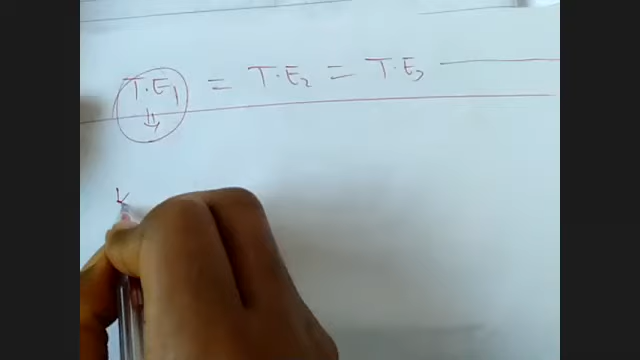 T.E₁ = T.E₂ = T.E₃
K